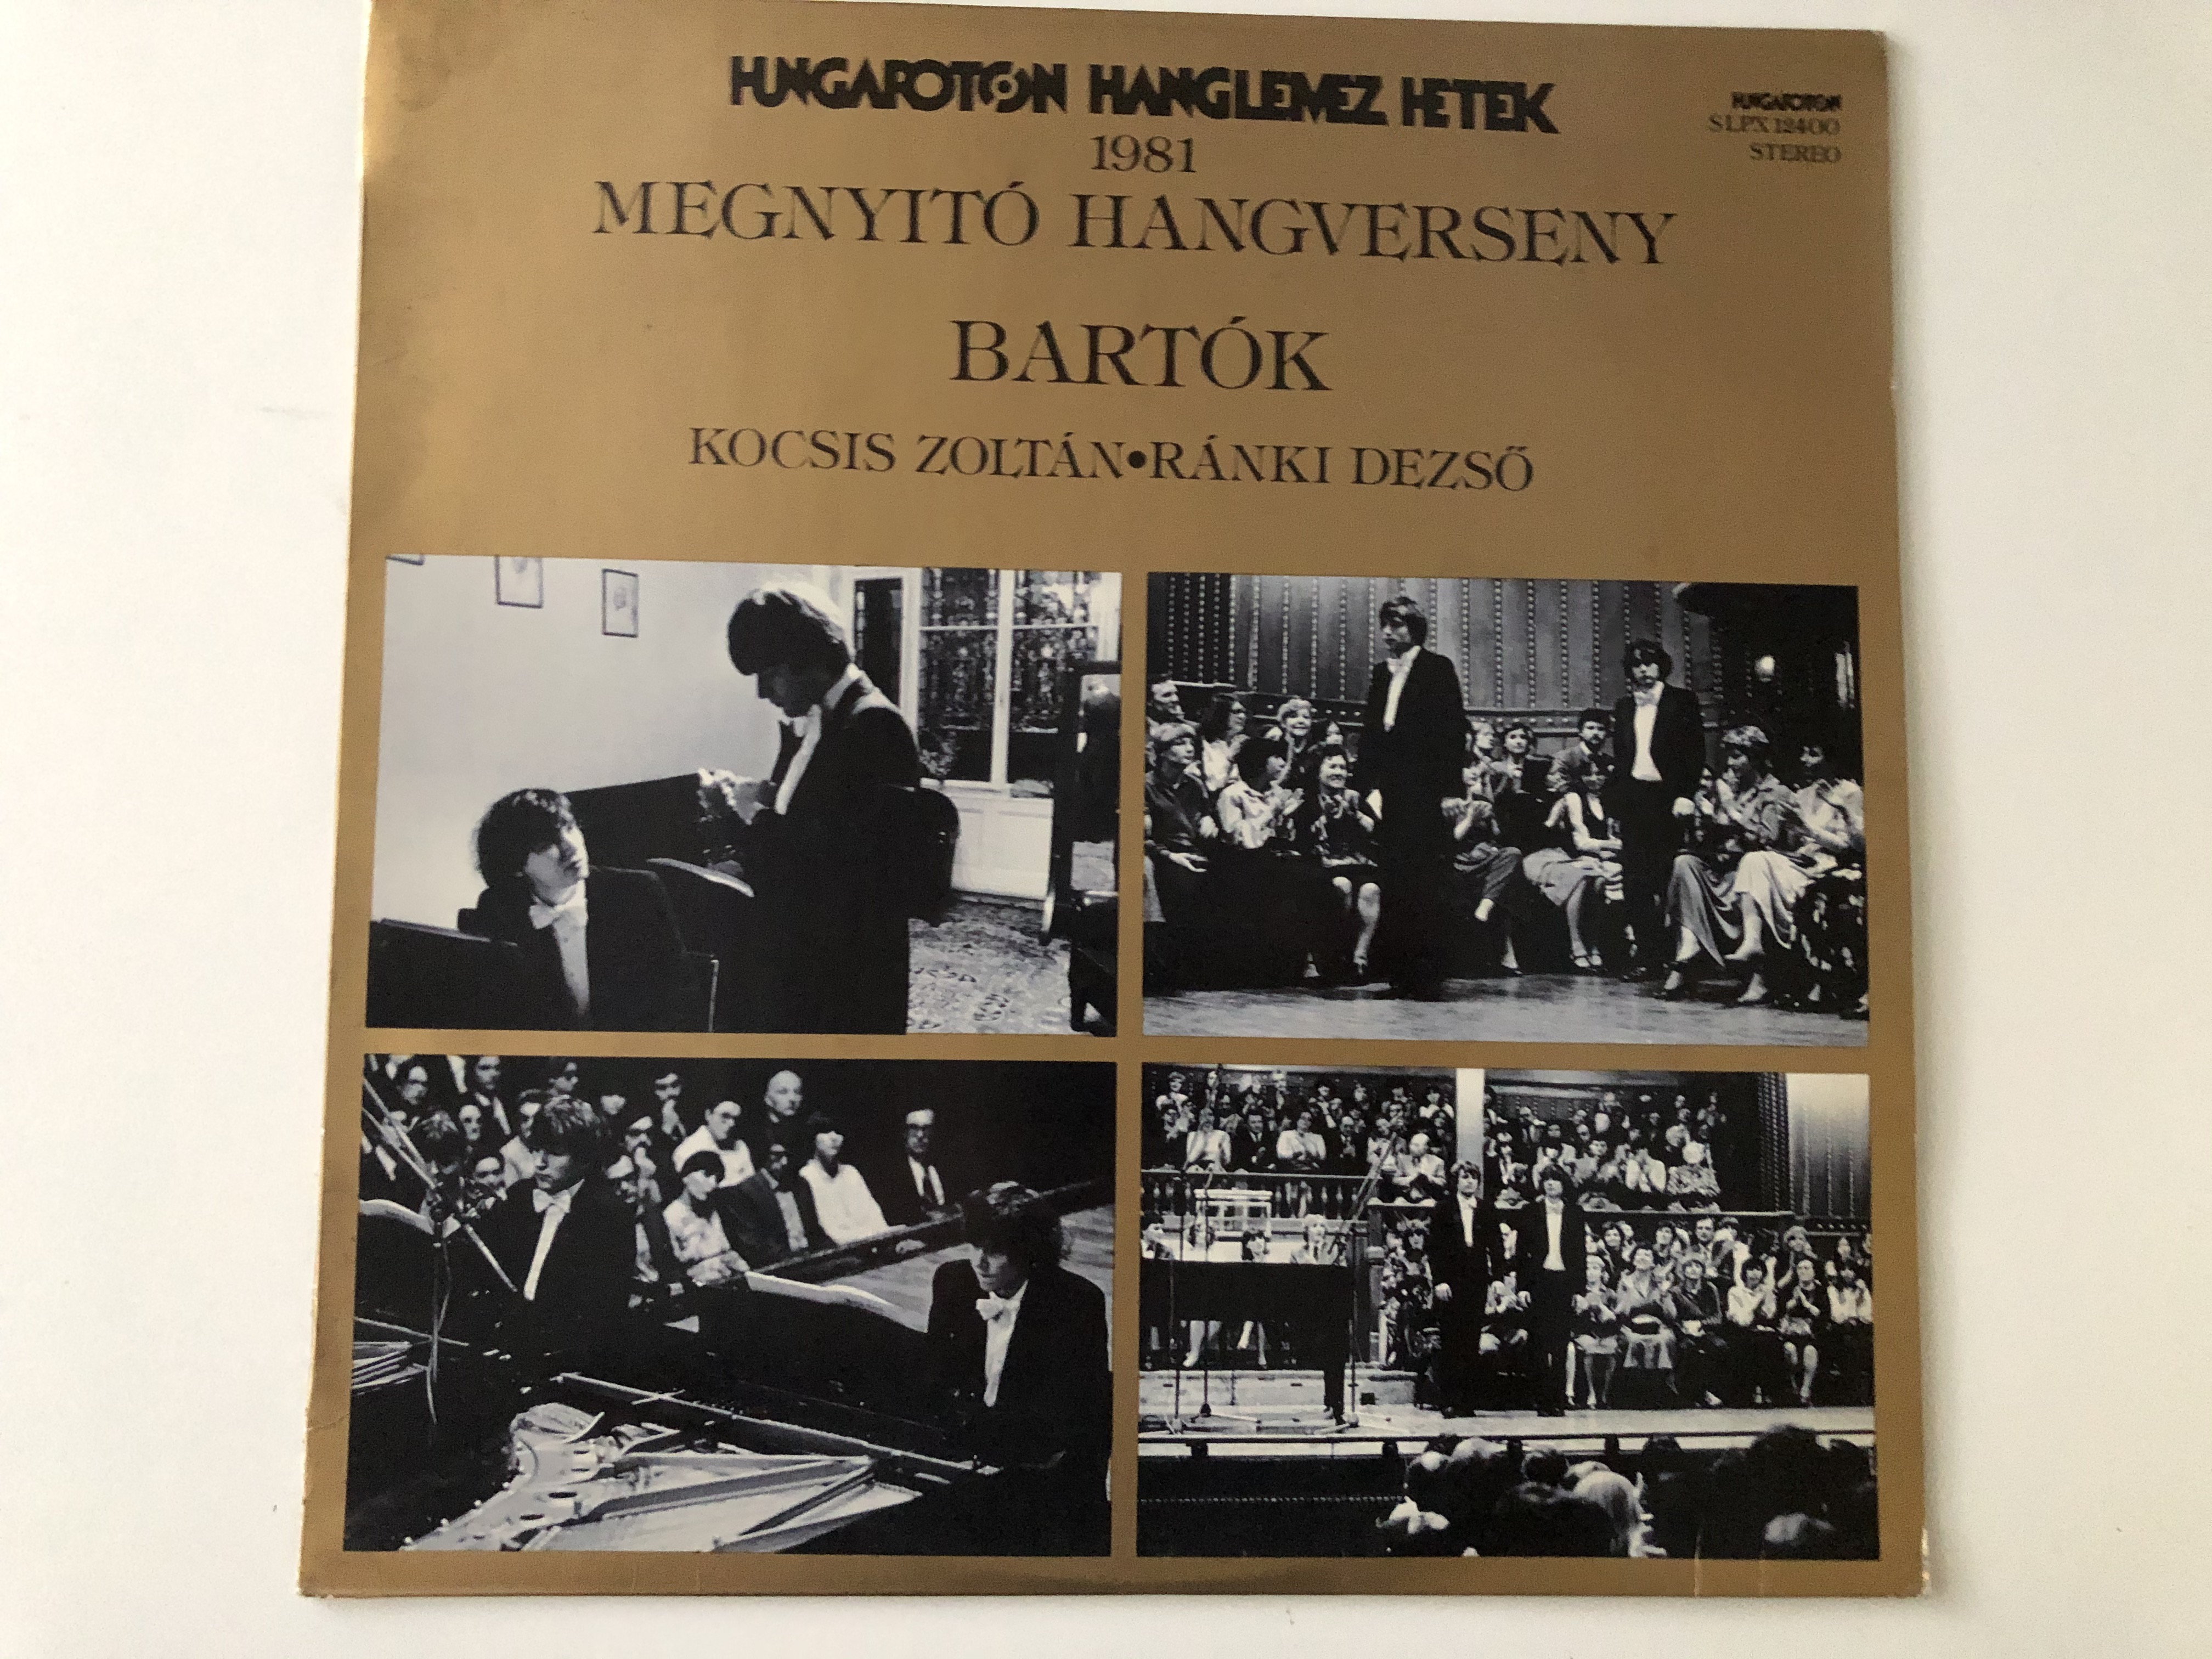 HUNGAROTON HANGLEMEZ HETEK
1981
MEGNYITÓ HANGVERSENY
BARTÓK
KOCSIS ZOLTÁN•RÁNKI DEZSŐ
HUNGAROTON
SLPX 12400
STEREO